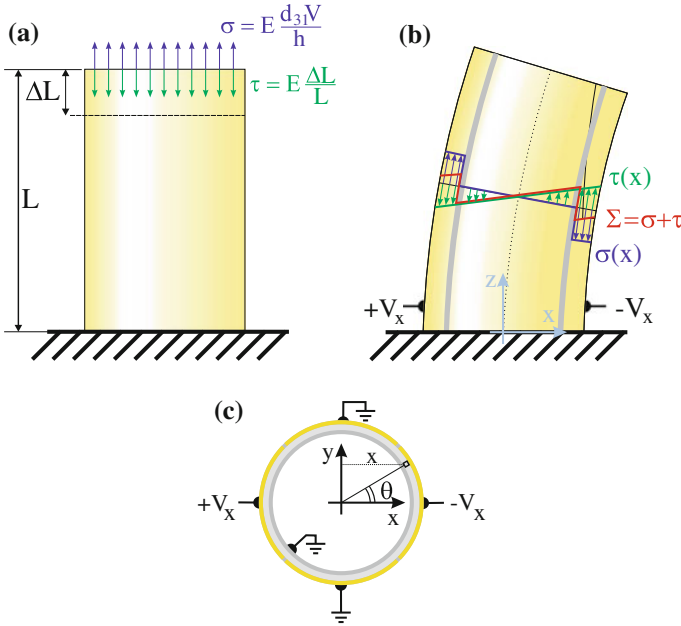 (a)
σ = E d₃₁V / h
ΔL
τ = E ΔL / L
L
(b)
τ(x)
Σ=σ+τ
σ(x)
+Vₓ
z
x
-Vₓ
(c)
y
x
θ
x
+Vₓ
-Vₓ